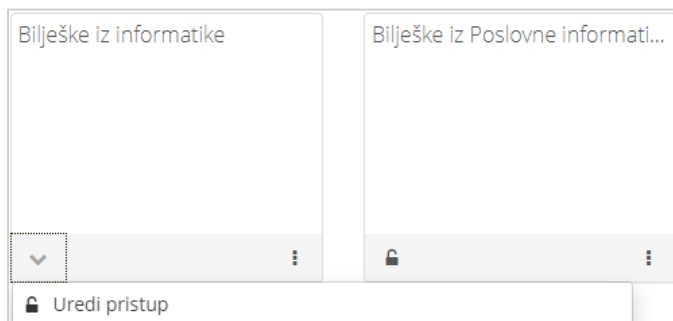 Bilješke iz informatike
Bilješke iz Poslovne informati...
Uredi pristup